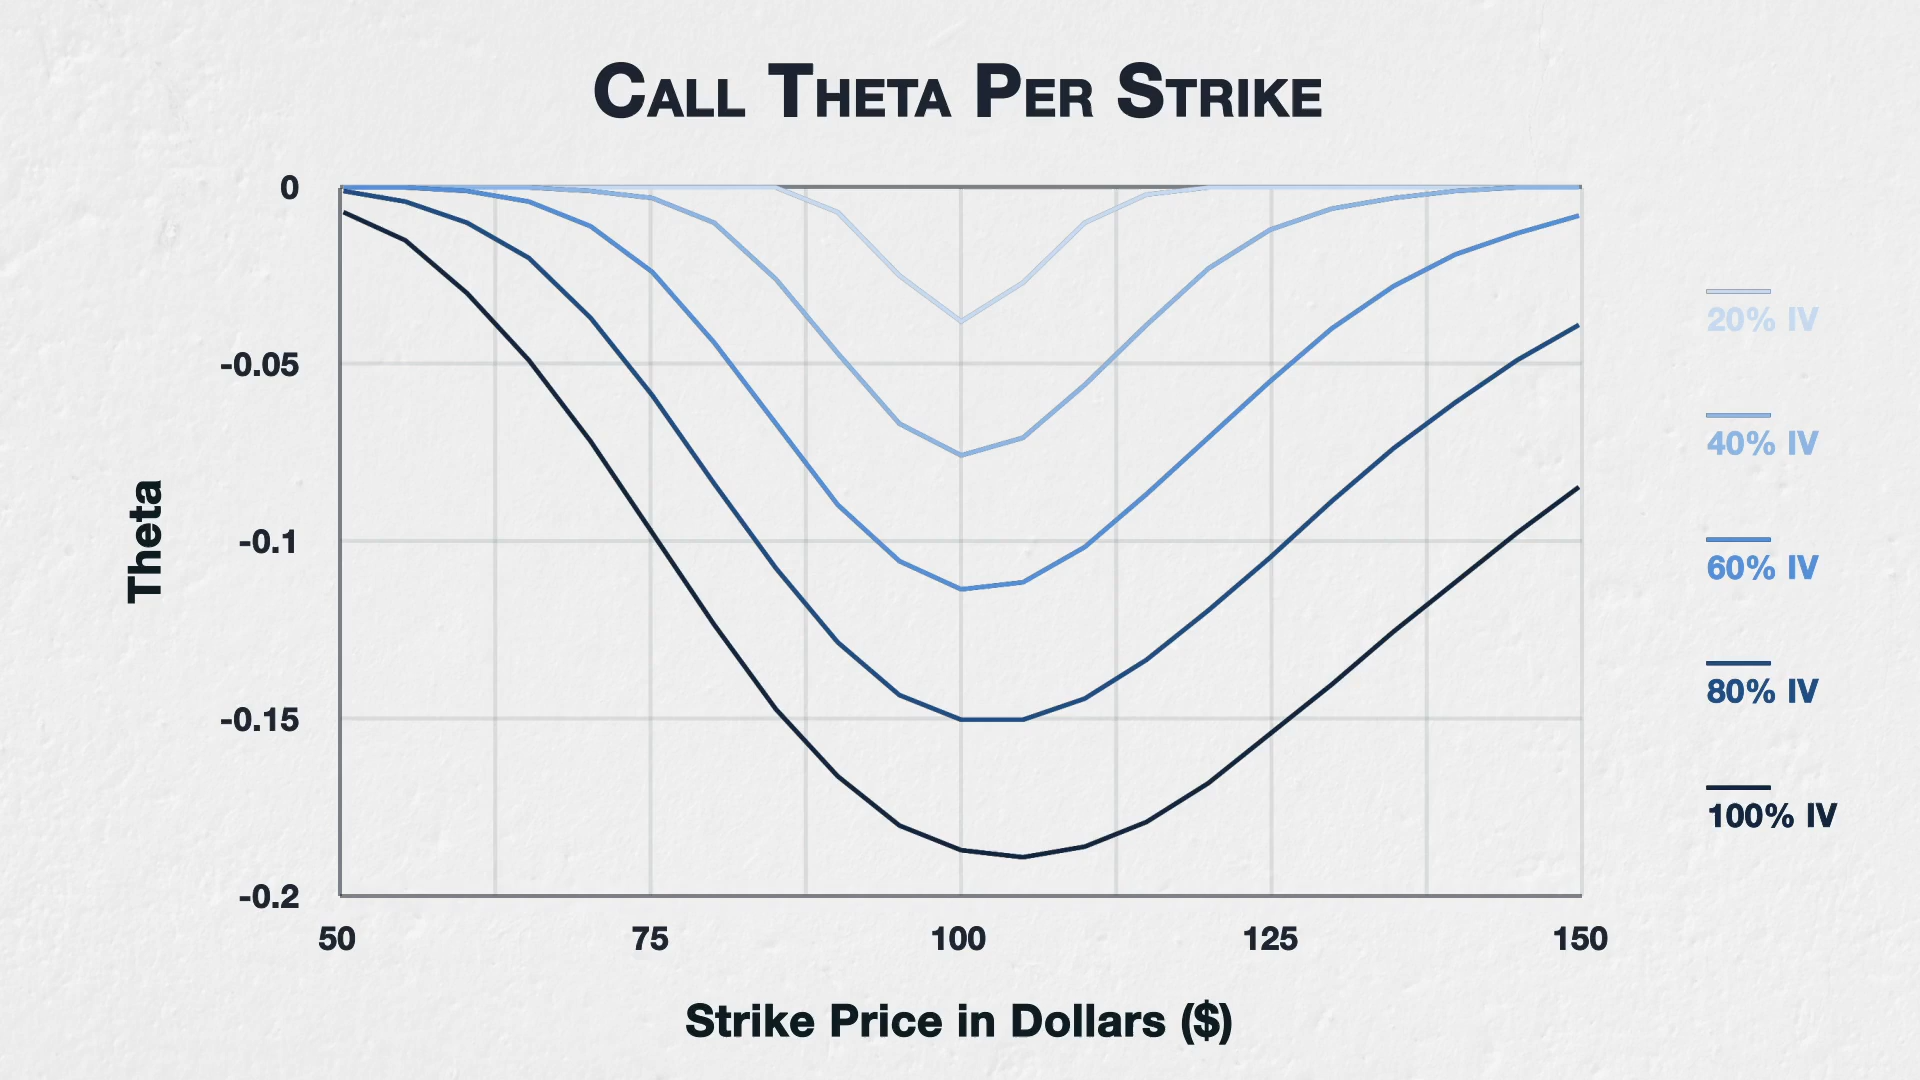 Call Theta Per Strike
0
-0.05
-0.1
-0.15
-0.2
Theta
50 75 100 125 150
Strike Price in Dollars ($)
20% IV
40% IV
60% IV
80% IV
100% IV